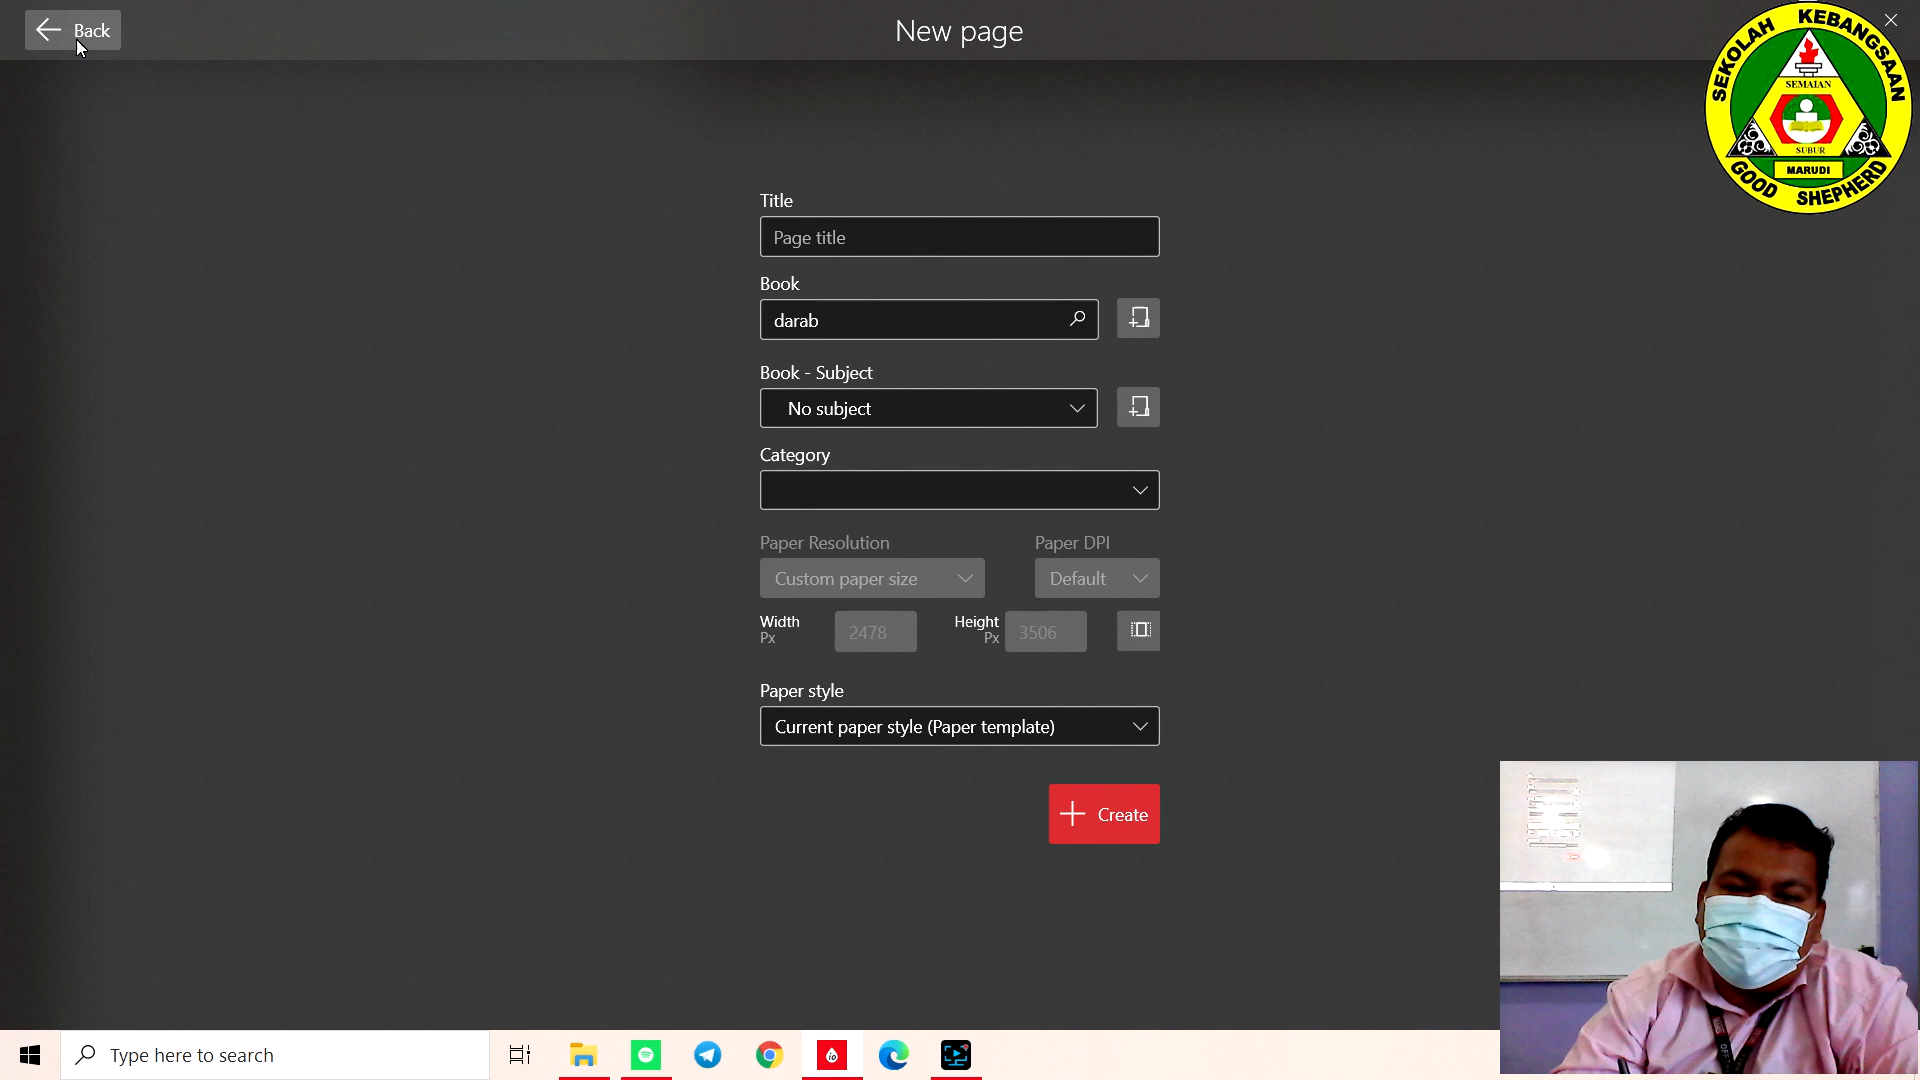 Back
New page
SEKOLAH KEBANGSAAN
SEMAIAN
SUBUR
MARUDI
GOOD SHEPHERD
Title
Page title
Book
darab
Book - Subject
No subject
Category
Paper Resolution
Paper DPI
Custom paper size
Default
Width
Px
2478
Height
Px
3506
Paper style
Current paper style (Paper template)
Create
Type here to search
io